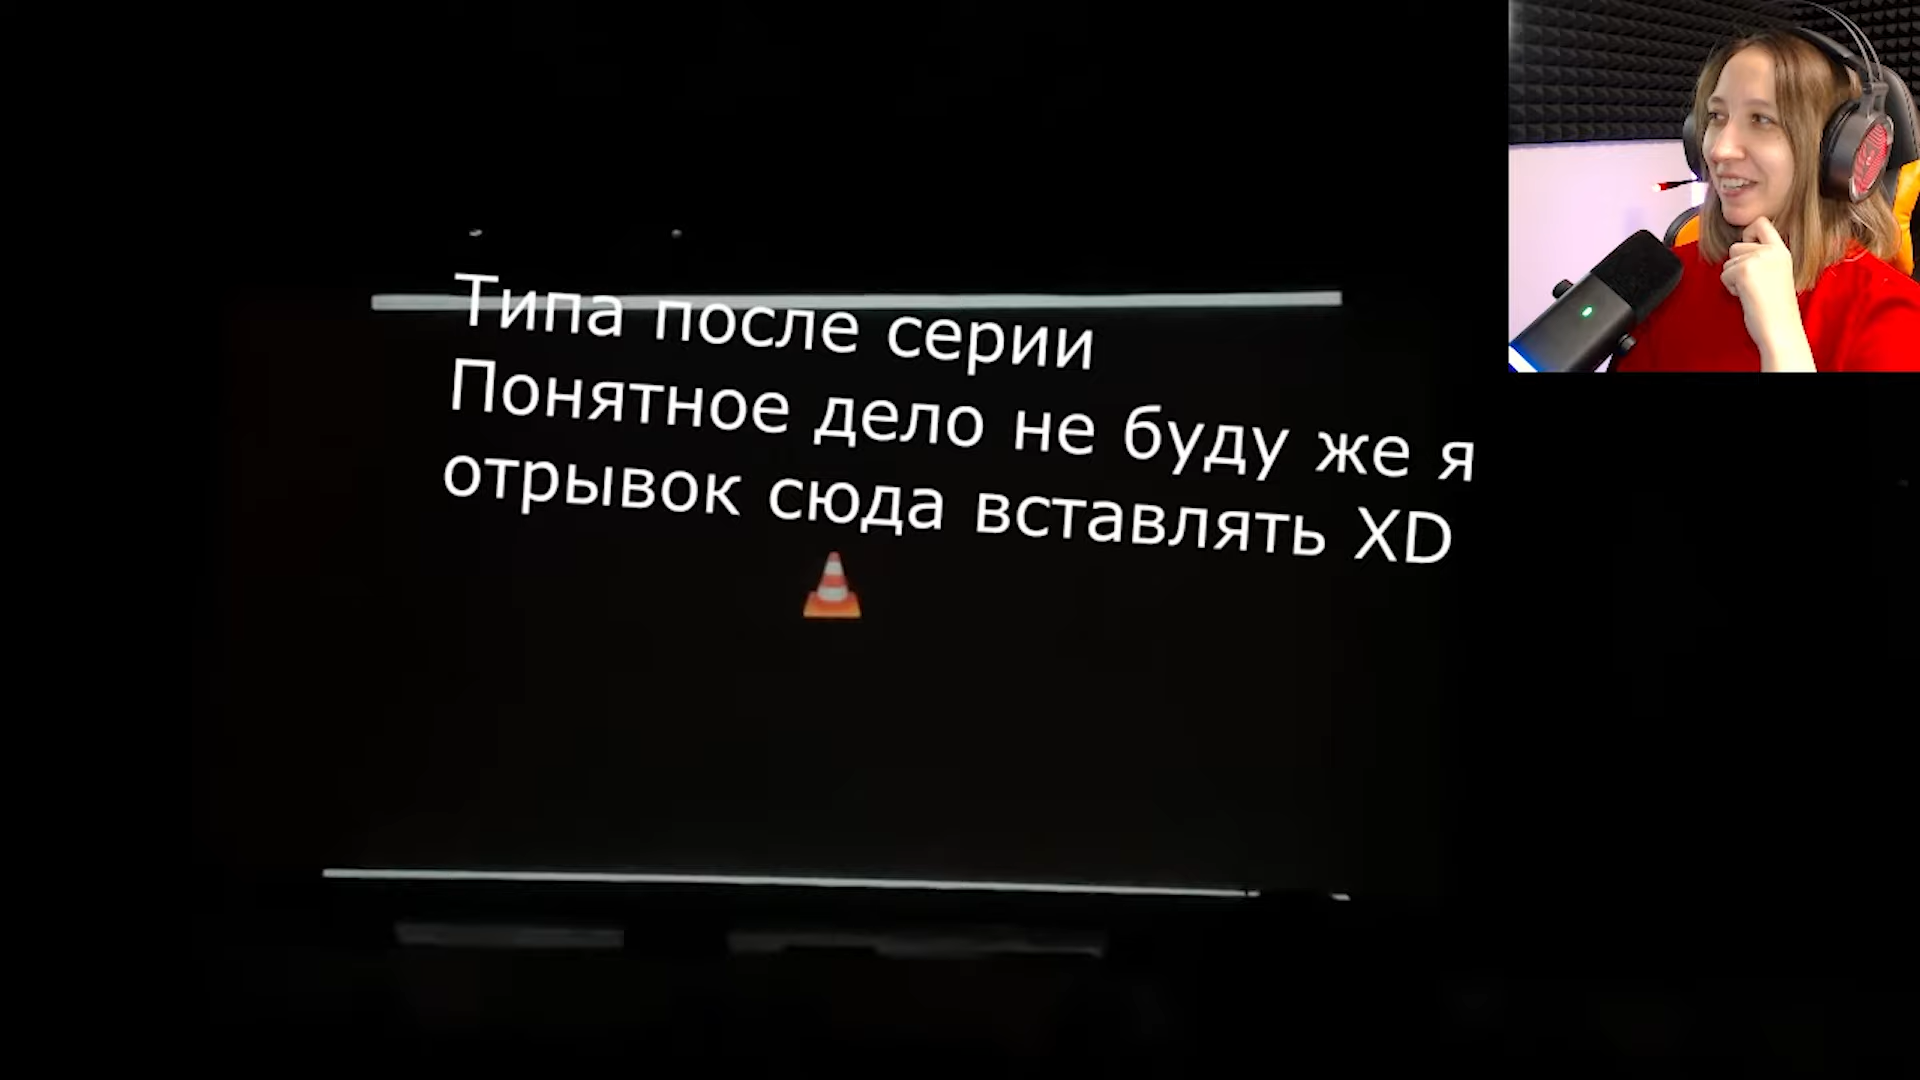 Типа после серии
Понятное дело не буду же я
отрывок сюда вставлять XD